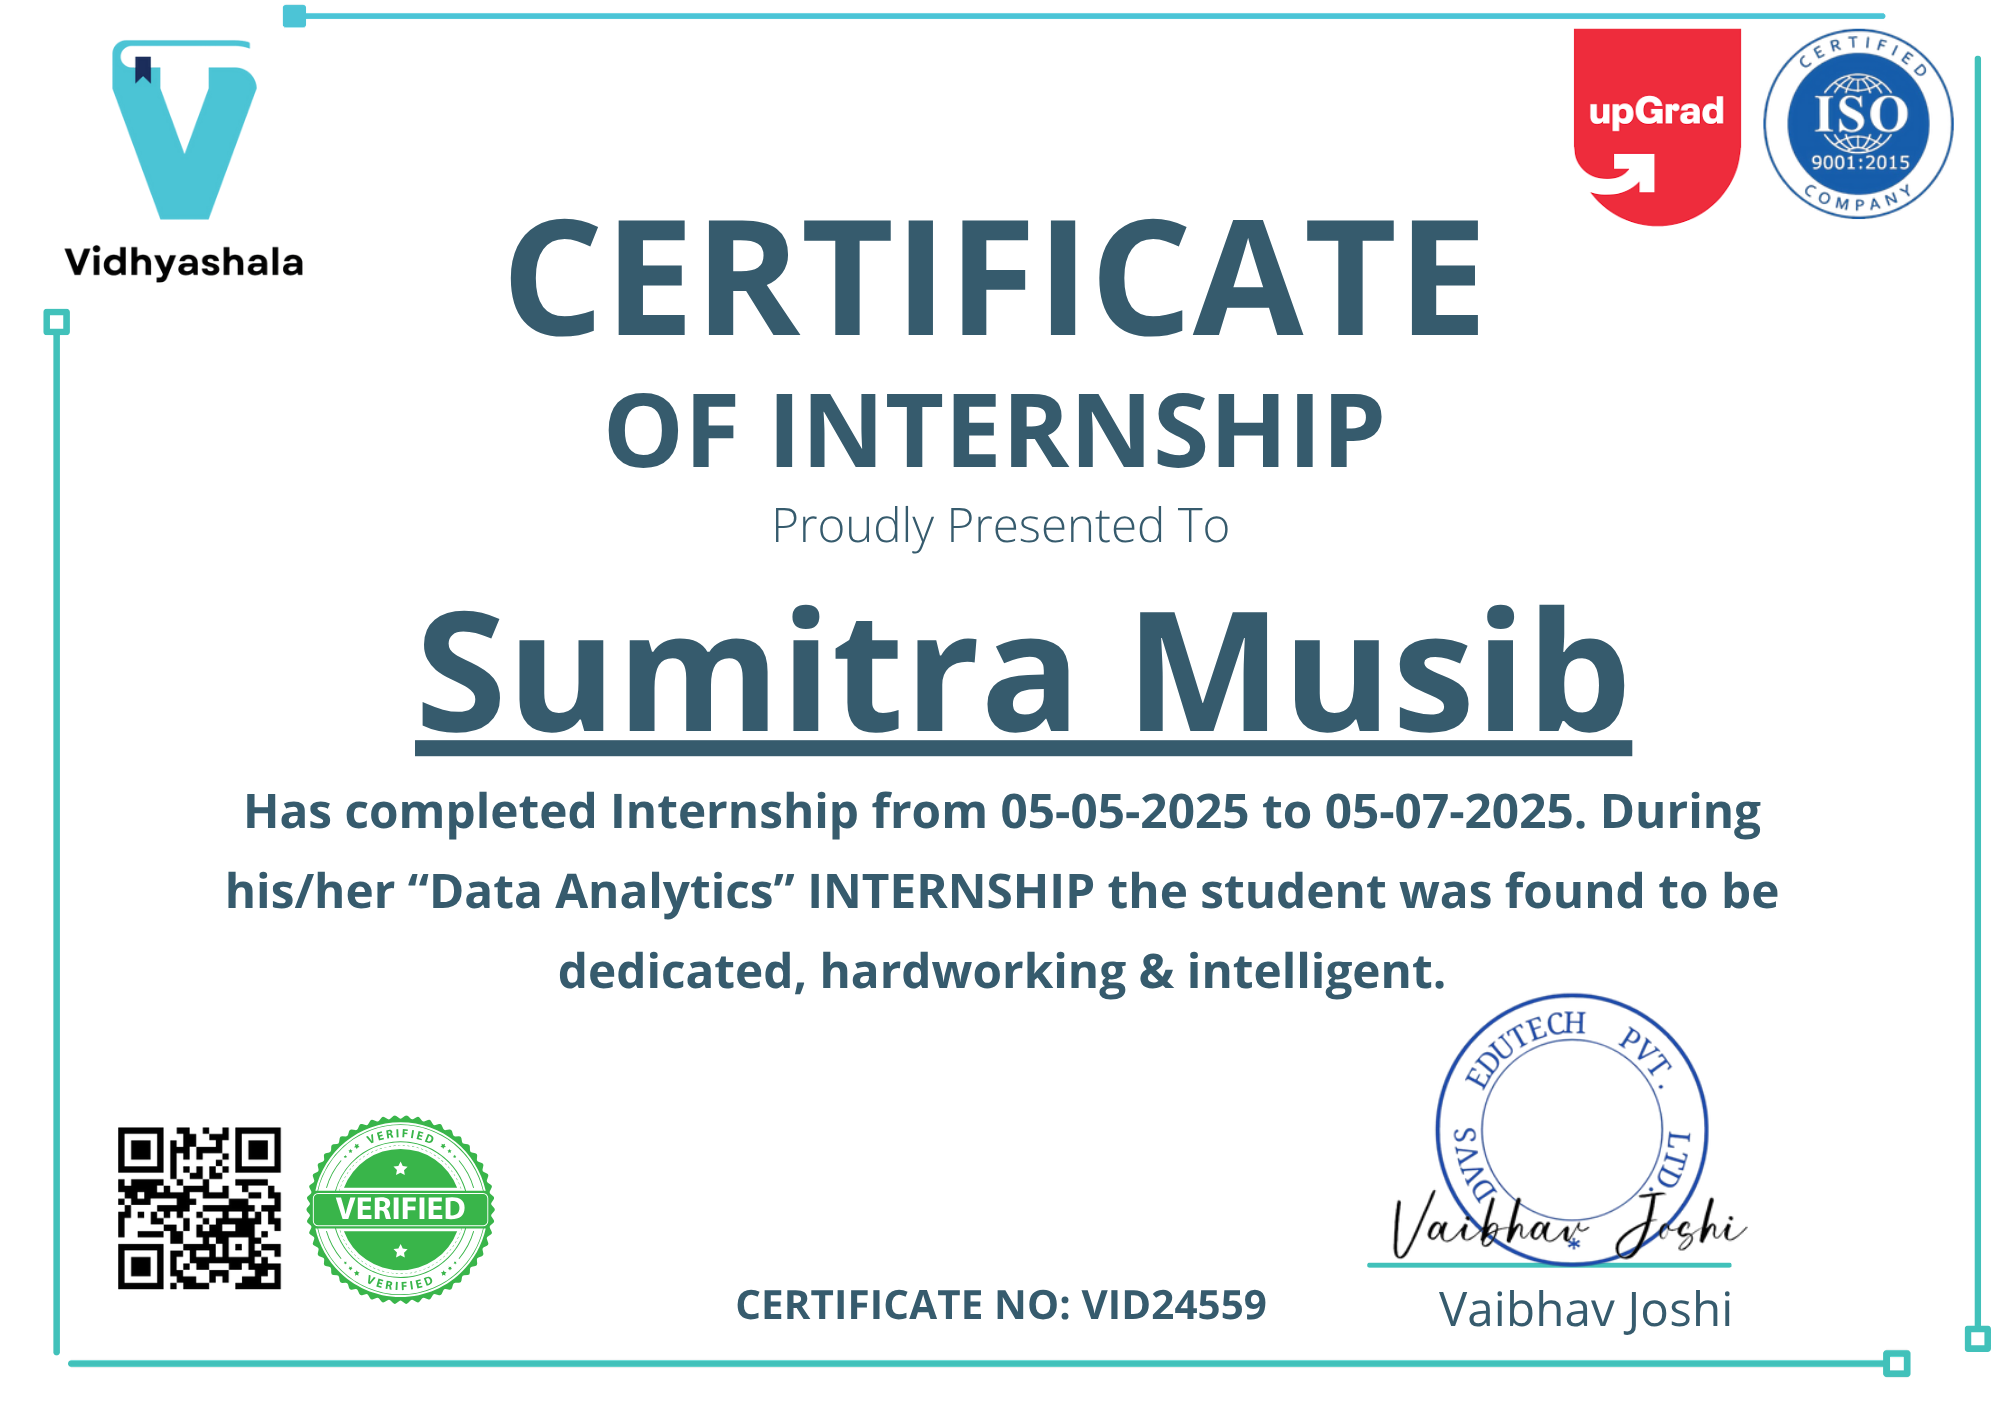 Vidhyashala
upGrad
CERTIFIED
ISO
9001:2015
COMPANY
CERTIFICATE
OF INTERNSHIP
Proudly Presented To
Sumitra Musib
Has completed Internship from 05-05-2025 to 05-07-2025. During
his/her “Data Analytics” INTERNSHIP the student was found to be
dedicated, hardworking & intelligent.
VERIFIED
VERIFIED
VERIFIED
DVVS EDUTECH PVT. LTD.
*
Vaibhav Joshi
CERTIFICATE NO: VID24559
Vaibhav Joshi